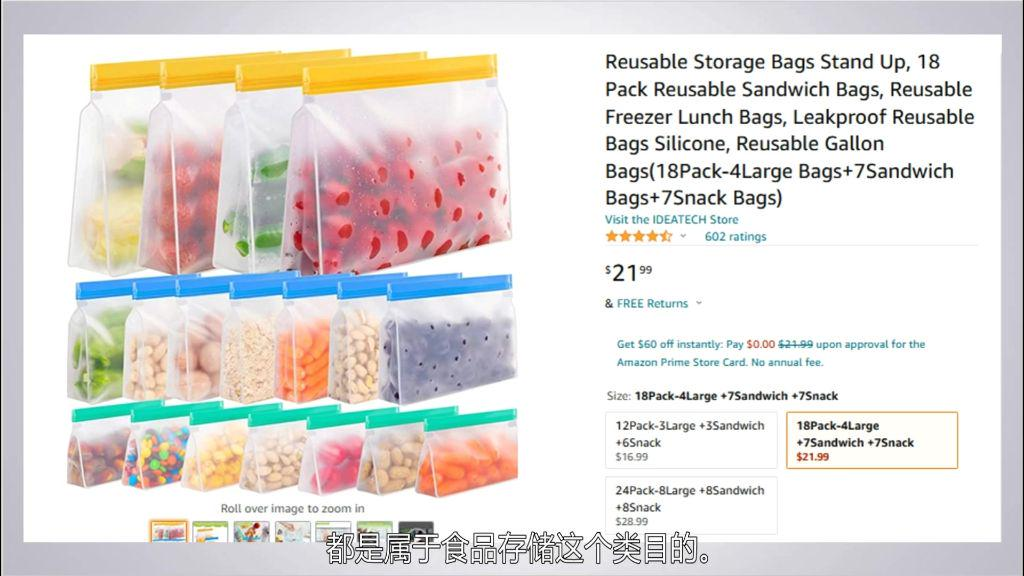 Reusable Storage Bags Stand Up, 18
Pack Reusable Sandwich Bags, Reusable
Freezer Lunch Bags, Leakproof Reusable
Bags Silicone, Reusable Gallon
Bags(18Pack-4Large Bags+7Sandwich
Bags+7Snack Bags)
Visit the IDEATECH Store
602 ratings
$21⁹⁹
& FREE Returns
Get $60 off instantly: Pay $0.00 $21.99 upon approval for the
Amazon Prime Store Card. No annual fee.
Size: 18Pack-4Large +7Sandwich +7Snack
12Pack-3Large +3Sandwich
+6Snack
$16.99
18Pack-4Large
+7Sandwich +7Snack
$21.99
24Pack-8Large +8Sandwich
+8Snack
$28.99
Roll over image to zoom in
都是属于食品存储这个类目的。